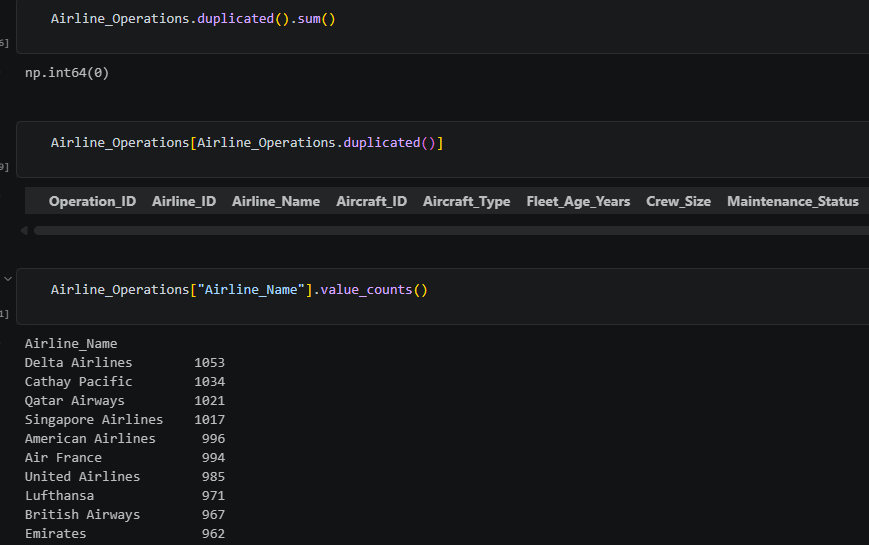 Airline_Operations.duplicated().sum()
6]
np.int64(0)
Airline_Operations[Airline_Operations.duplicated()]
9]
Operation_ID Airline_ID Airline_Name Aircraft_ID Aircraft_Type Fleet_Age_Years Crew_Size Maintenance_Status
Airline_Operations["Airline_Name"].value_counts()
1]
Airline_Name
Delta Airlines 1053
Cathay Pacific 1034
Qatar Airways 1021
Singapore Airlines 1017
American Airlines 996
Air France 994
United Airlines 985
Lufthansa 971
British Airways 967
Emirates 962